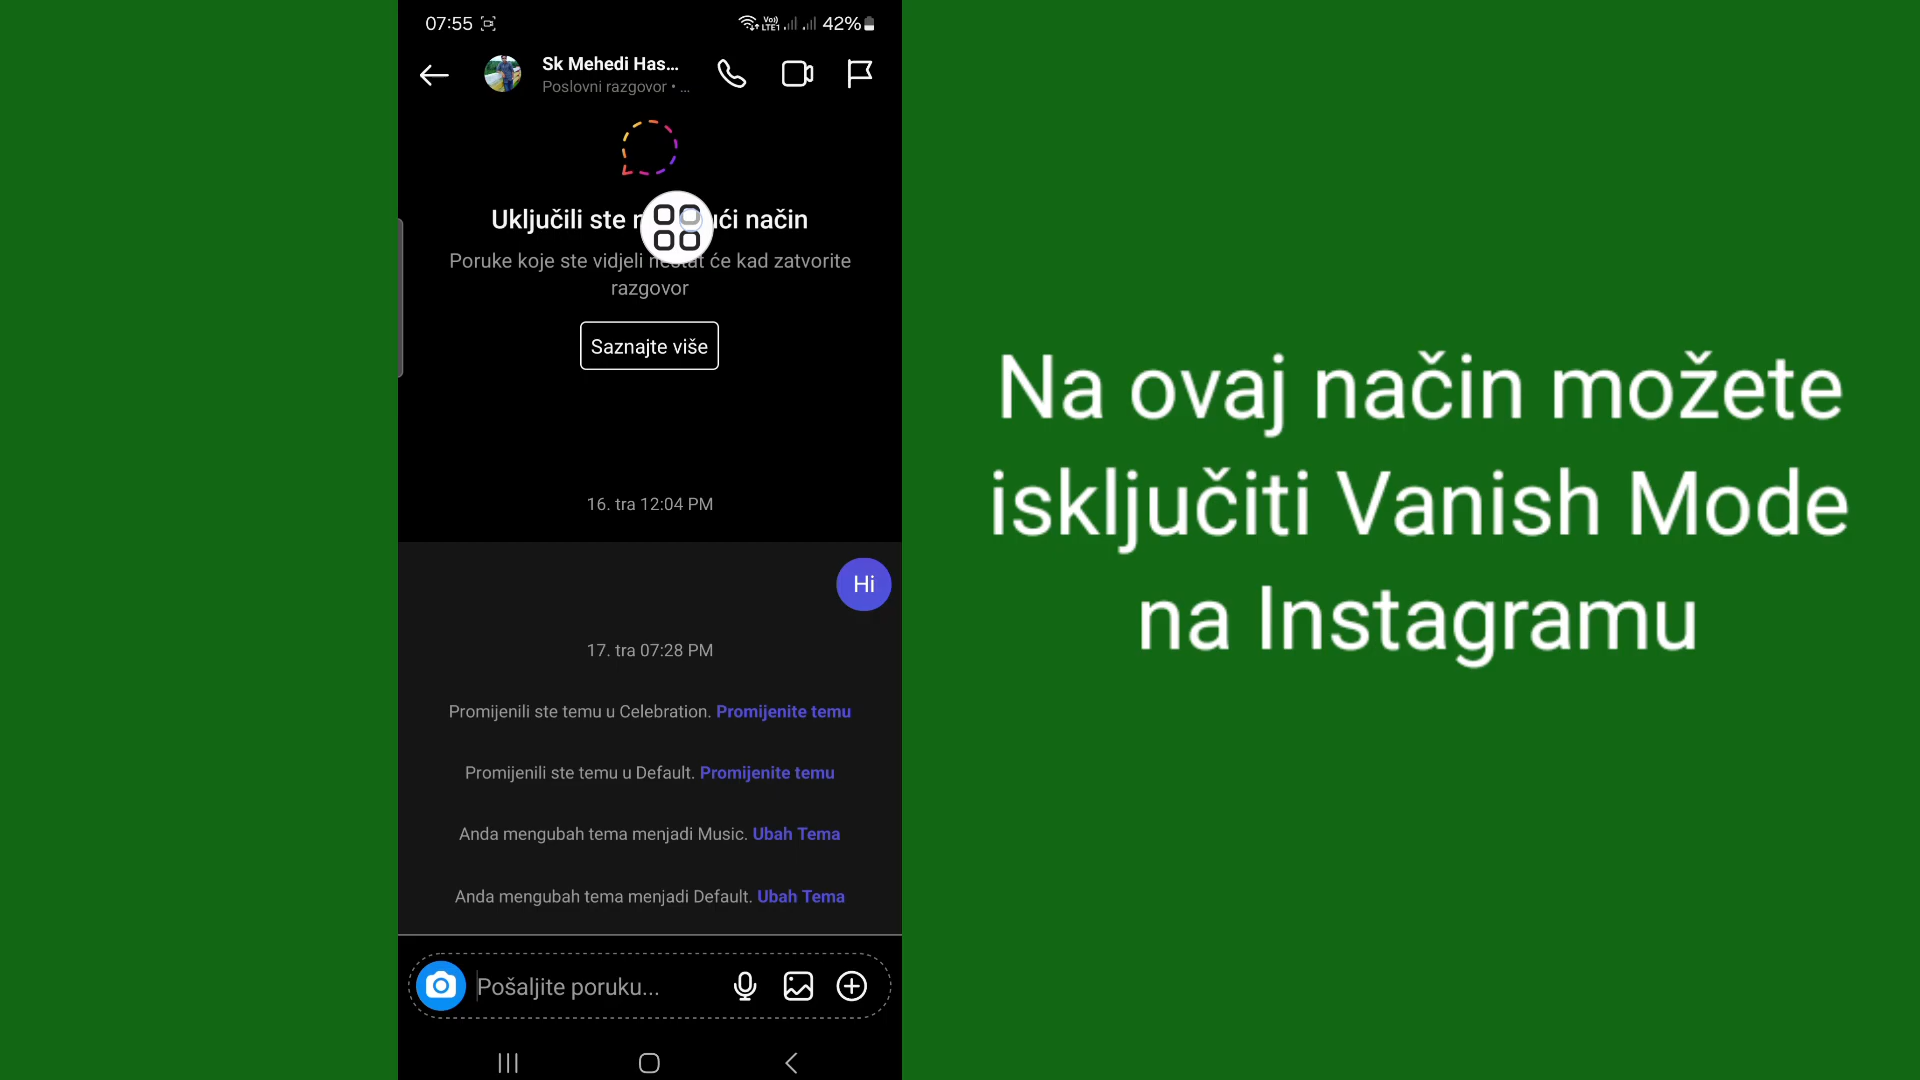 07:55
Vo)) LTE1 42%
Sk Mehedi Has...
Poslovni razgovor • ...
Uključili ste način
Poruke koje ste vidjeli nestat će kad zatvorite
razgovor
Saznajte više
16. tra 12:04 PM
Hi
17. tra 07:28 PM
Promijenili ste temu u Celebration. Promijenite temu
Promijenili ste temu u Default. Promijenite temu
Anda mengubah tema menjadi Music. Ubah Tema
Anda mengubah tema menjadi Default. Ubah Tema
Pošaljite poruku...
Na ovaj način možete
isključiti Vanish Mode
na Instagramu